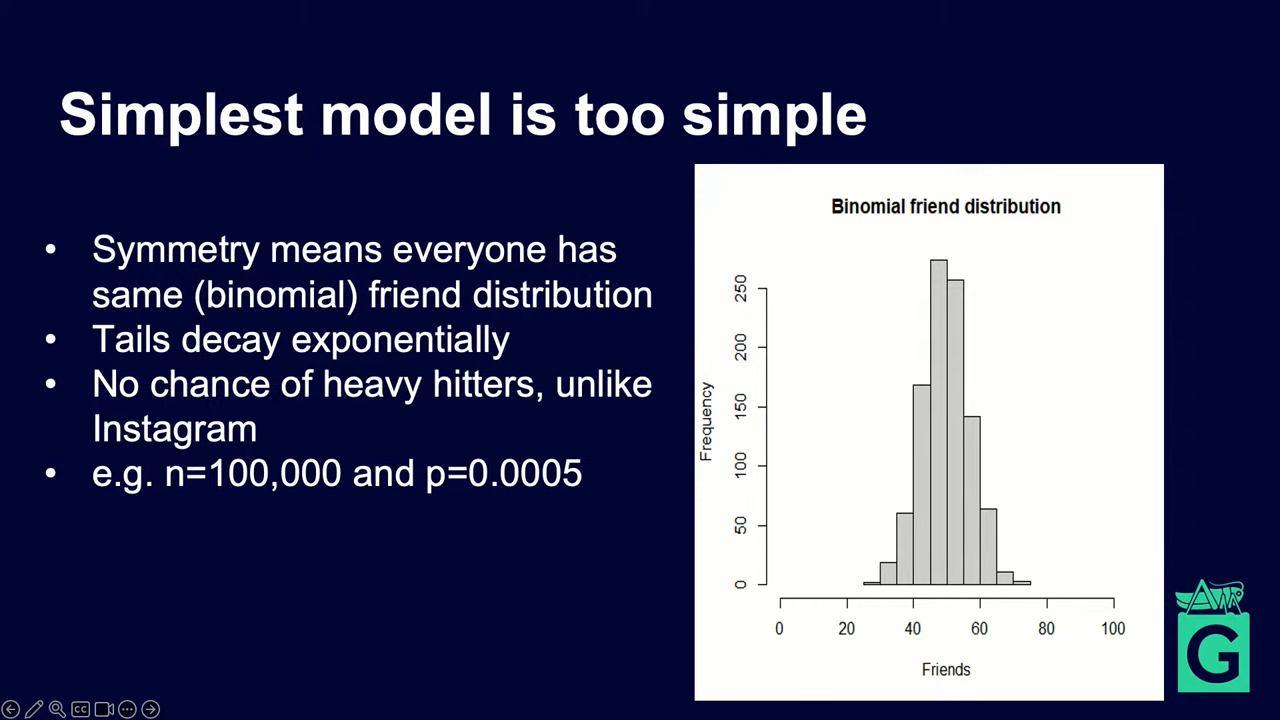 Simplest model is too simple
• Symmetry means everyone has
same (binomial) friend distribution
• Tails decay exponentially
• No chance of heavy hitters, unlike
Instagram
• e.g. n=100,000 and p=0.0005
Binomial friend distribution
Frequency
250
200
150
100
50
0
0 20 40 60 80 100
Friends
G
CC